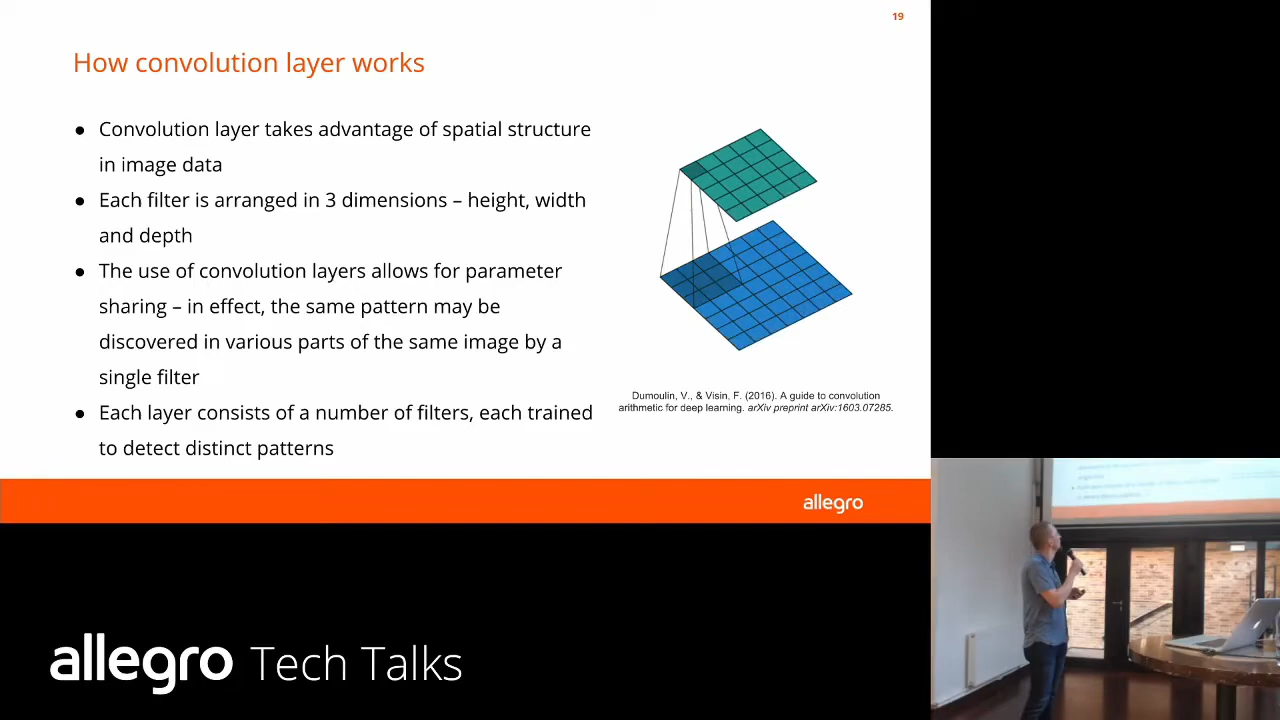 19
How convolution layer works
● Convolution layer takes advantage of spatial structure
in image data
● Each filter is arranged in 3 dimensions – height, width
and depth
● The use of convolution layers allows for parameter
sharing – in effect, the same pattern may be
discovered in various parts of the same image by a
single filter
● Each layer consists of a number of filters, each trained
to detect distinct patterns
Dumoulin, V., & Visin, F. (2016). A guide to convolution
arithmetic for deep learning. arXiv preprint arXiv:1603.07285.
allegro
allegro Tech Talks